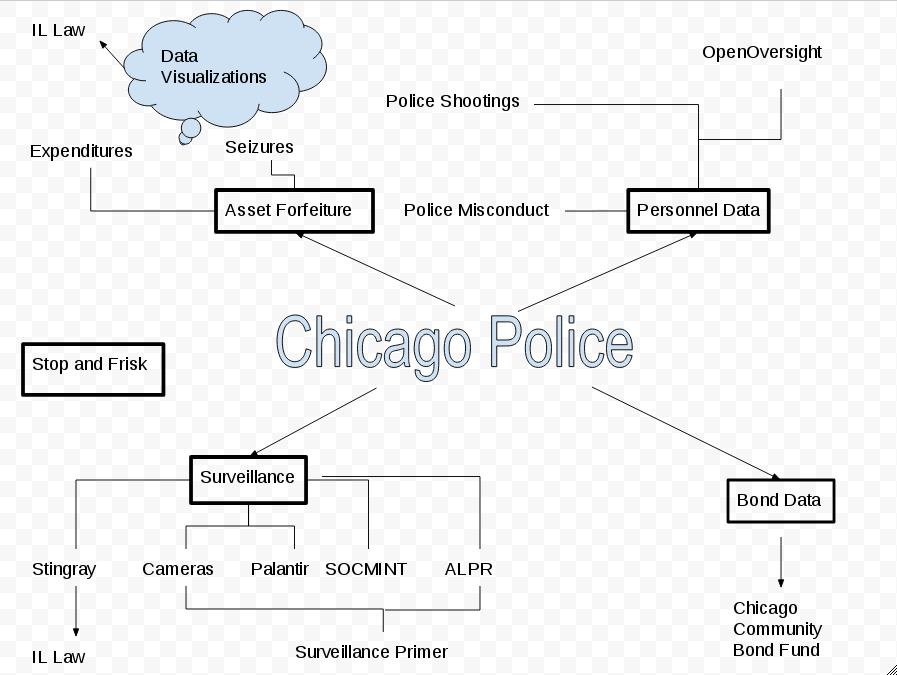 IL Law
Data
Visualizations
OpenOversight
Police Shootings
Expenditures
Seizures
Asset Forfeiture
Police Misconduct
Personnel Data
Chicago Police
Stop and Frisk
Surveillance
Bond Data
Stingray
Cameras
Palantir
SOCMINT
ALPR
Chicago
Community
Bond Fund
IL Law
Surveillance Primer